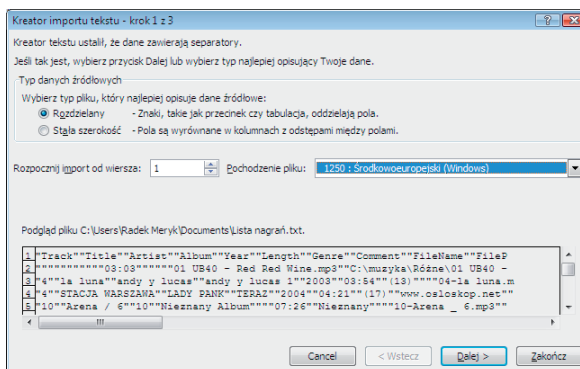 Kreator importu tekstu - krok 1 z 3
Kreator tekstu ustalił, że dane zawierają separatory.
Jeśli tak jest, wybierz przycisk Dalej lub wybierz typ najlepiej opisujący Twoje dane.
Typ danych źródłowych
Wybierz typ pliku, który najlepiej opisuje dane źródłowe:
Rozdzielany - Znaki, takie jak przecinek czy tabulacja, oddzielają pola.
Stała szerokość - Pola są wyrównane w kolumnach z odstępami między polami.
Rozpocznij import od wiersza: 1 Pochodzenie pliku: 1250 : Środkowoeuropejski (Windows)
Podgląd pliku C:\Users\Radek Meryk\Documents\Lista nagrań.txt.
1 "Track""Title""Artist""Album""Year""Length""Genre""Comment""FileName""FileP
2 """"""""""03:03""""""01 UB40 - Red Red Wine.mp3""C:\muzyka\Różne\01 UB40 -
3 "4""la luna""andy y lucas""andy y lucas 1""2003""03:54""(13)""""04-la luna.m
4 "4""STACJA WARSZAWA""LADY PANK""TERAZ""2004""04:21""(17)""www.osloskop.net""
5 "10""Arena / 6""10""Nieznany Album""""07:26""Nieznany""""10-Arena _ 6.mp3""
Cancel < Wstecz Dalej > Zakończ